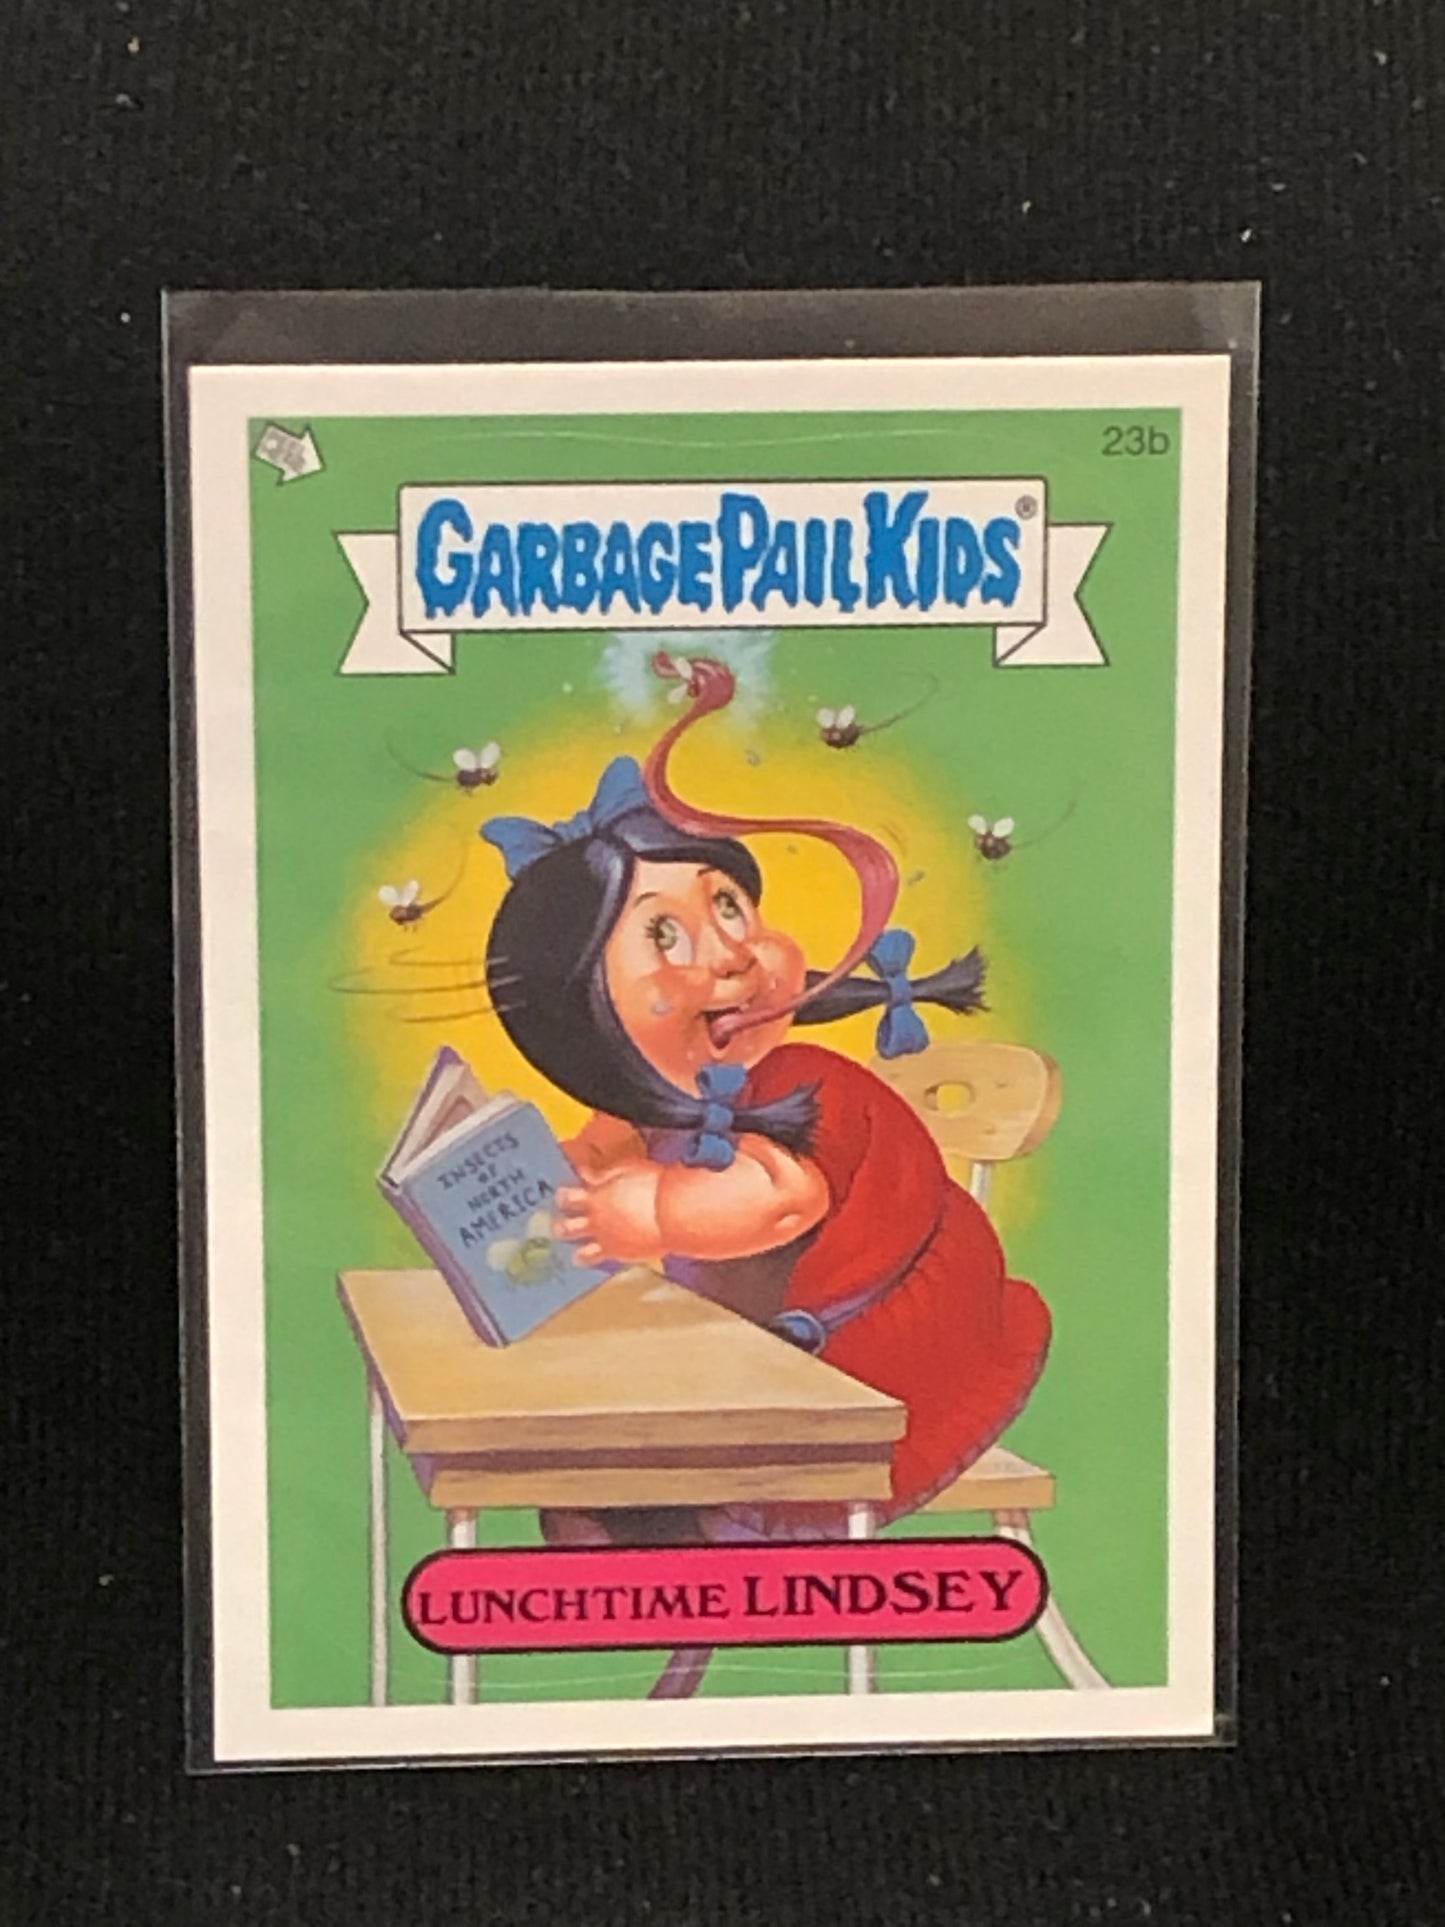 23b
GARBAGE PAIL KIDS®
INSECTS
OF
NORTH
AMERICA
LUNCHTIME LINDSEY